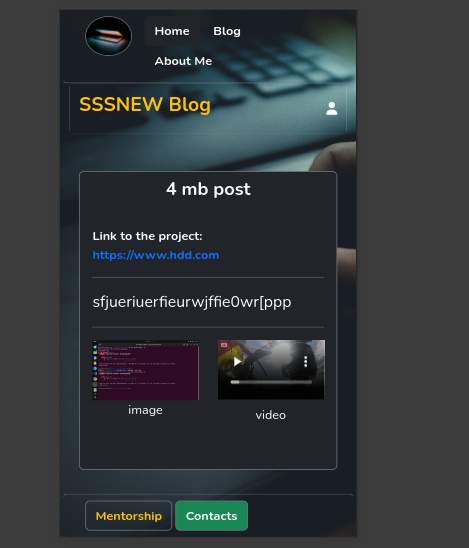 Home Blog
About Me
SSSNEW Blog
4 mb post
Link to the project:
https://www.hdd.com
sfjueriuerfieurwjffie0wr[ppp
image
video
Mentorship Contacts